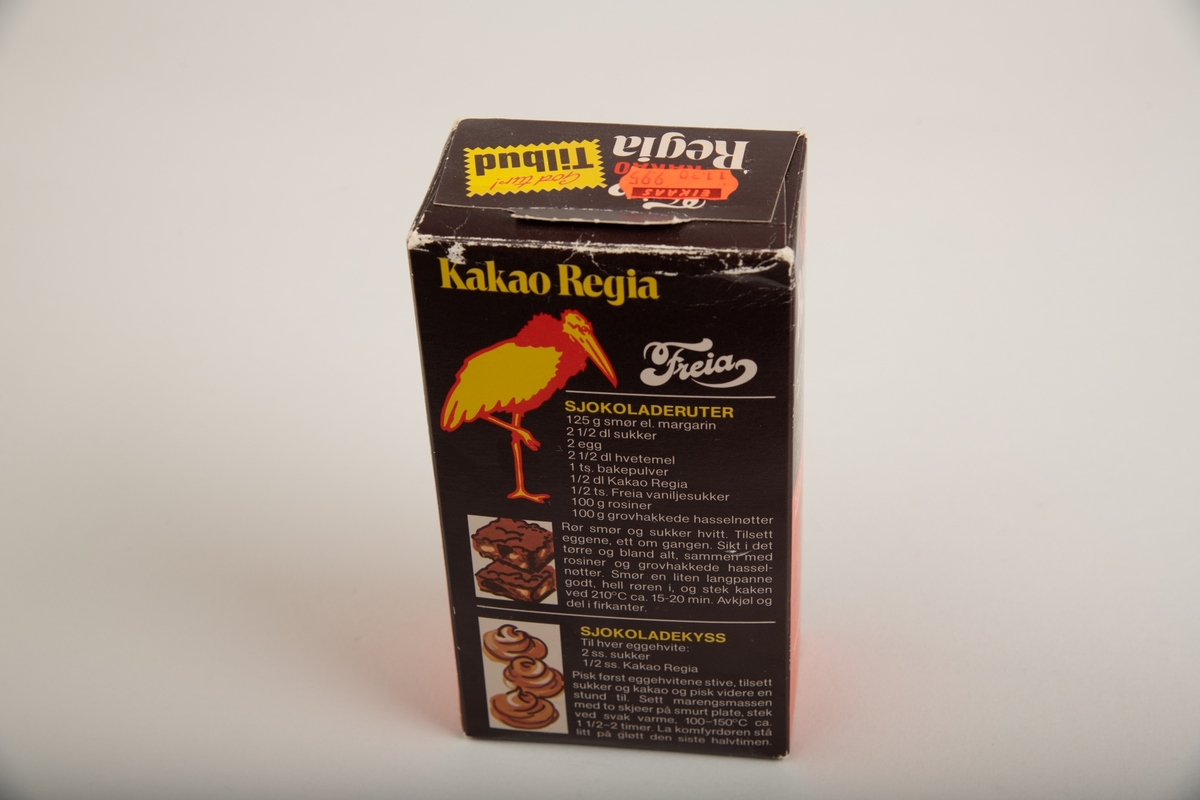 Regia
KAKAO
God tur!
Tilbud
EIKAAS
Kakao Regia
Freia
SJOKOLADERUTER
125 g smør el. margarin
2 1/2 dl sukker
2 egg
2 1/2 dl hvetemel
1 ts. bakepulver
1/2 dl Kakao Regia
1/2 ts. Freia vaniljesukker
100 g rosiner
100 g grovhakkede hasselnøtter
Rør smør og sukker hvitt. Tilsett
eggene, ett om gangen. Sikt i det
tørre og bland alt, sammen med
rosiner og grovhakkede hassel-
nøtter. Smør en liten langpanne
godt, hell røren i, og stek kaken
ved 210°C ca. 15-20 min. Avkjøl og
del i firkanter.
SJOKOLADEKYSS
Til hver eggehvite:
2 ss. sukker
1/2 ss. Kakao Regia
Pisk først eggehvitene stive, tilsett
sukker og kakao og pisk videre en
stund til. Sett marengsmassen
med to skjeer på smurt plate, stek
ved svak varme, 100-150°C ca.
1 1/2-2 timer. La komfyrdøren stå
litt på gløtt den siste halvtimen.